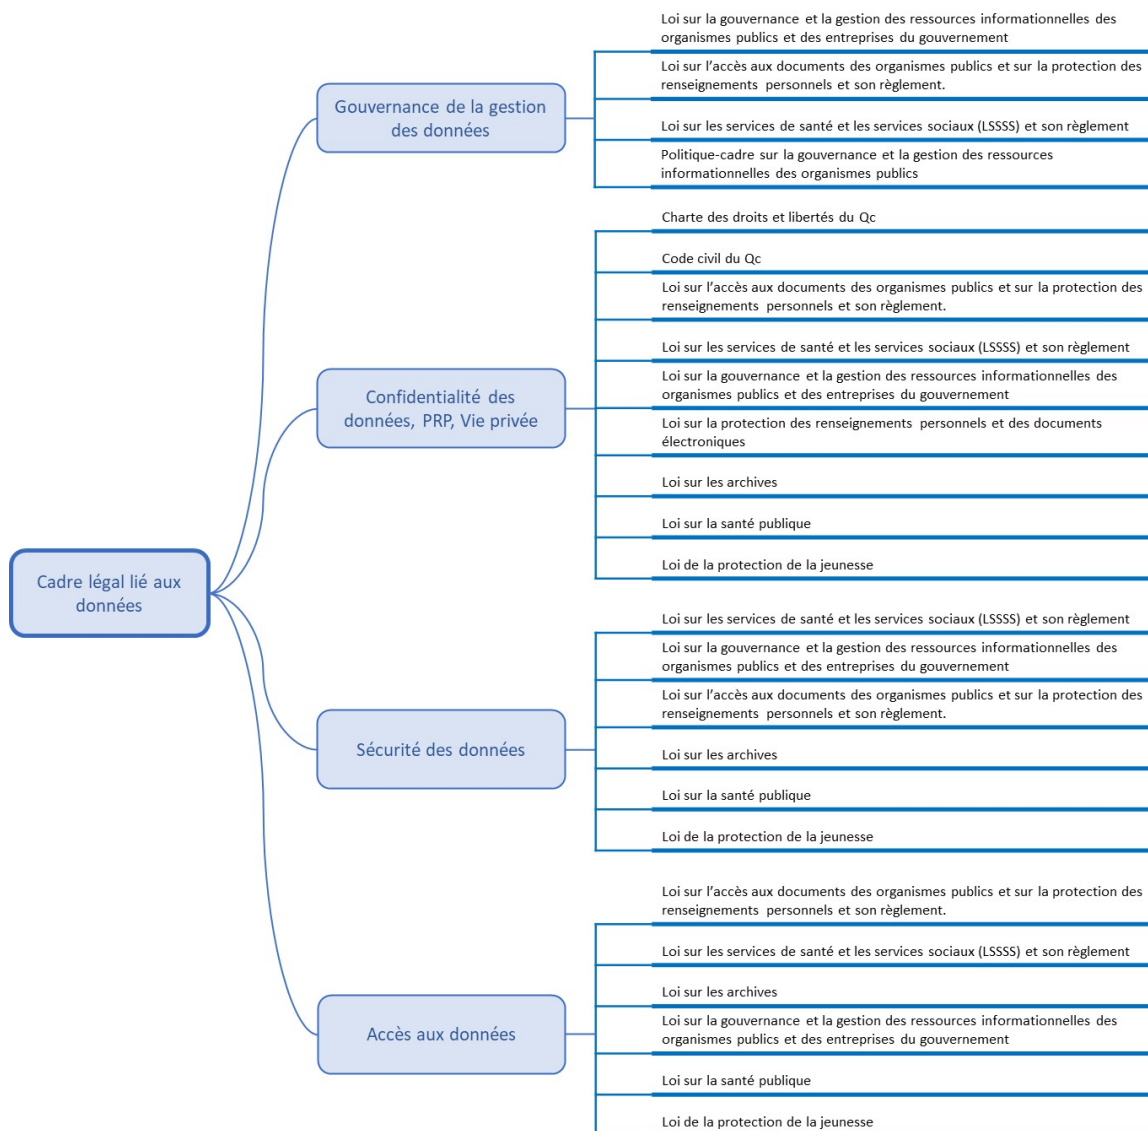 Cadre légal lié aux
données
Gouvernance de la gestion
des données
Loi sur la gouvernance et la gestion des ressources informationnelles des
organismes publics et des entreprises du gouvernement
Loi sur l'accès aux documents des organismes publics et sur la protection des
renseignements personnels et son règlement.
Loi sur les services de santé et les services sociaux (LSSSS) et son règlement
Politique-cadre sur la gouvernance et la gestion des ressources
informationnelles des organismes publics
Confidentialité des
données, PRP, Vie privée
Charte des droits et libertés du Qc
Code civil du Qc
Loi sur l'accès aux documents des organismes publics et sur la protection des
renseignements personnels et son règlement.
Loi sur les services de santé et les services sociaux (LSSSS) et son règlement
Loi sur la gouvernance et la gestion des ressources informationnelles des
organismes publics et des entreprises du gouvernement
Loi sur la protection des renseignements personnels et des documents
électroniques
Loi sur les archives
Loi sur la santé publique
Loi de la protection de la jeunesse
Sécurité des données
Loi sur les services de santé et les services sociaux (LSSSS) et son règlement
Loi sur la gouvernance et la gestion des ressources informationnelles des
organismes publics et des entreprises du gouvernement
Loi sur l'accès aux documents des organismes publics et sur la protection des
renseignements personnels et son règlement.
Loi sur les archives
Loi sur la santé publique
Loi de la protection de la jeunesse
Accès aux données
Loi sur l'accès aux documents des organismes publics et sur la protection des
renseignements personnels et son règlement.
Loi sur les services de santé et les services sociaux (LSSSS) et son règlement
Loi sur les archives
Loi sur la gouvernance et la gestion des ressources informationnelles des
organismes publics et des entreprises du gouvernement
Loi sur la santé publique
Loi de la protection de la jeunesse